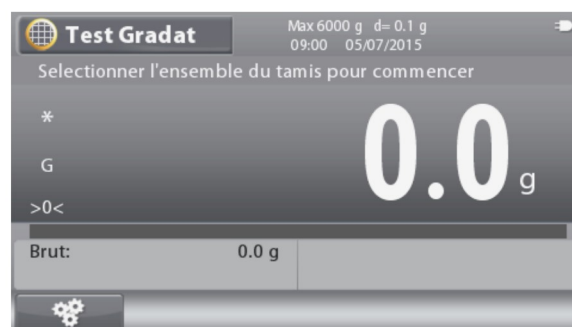 Test Gradat
Max 6000 g d= 0.1 g
09:00 05/07/2015
Selectionner l'ensemble du tamis pour commencer
*
G
>0<
0.0 g
Brut: 0.0 g